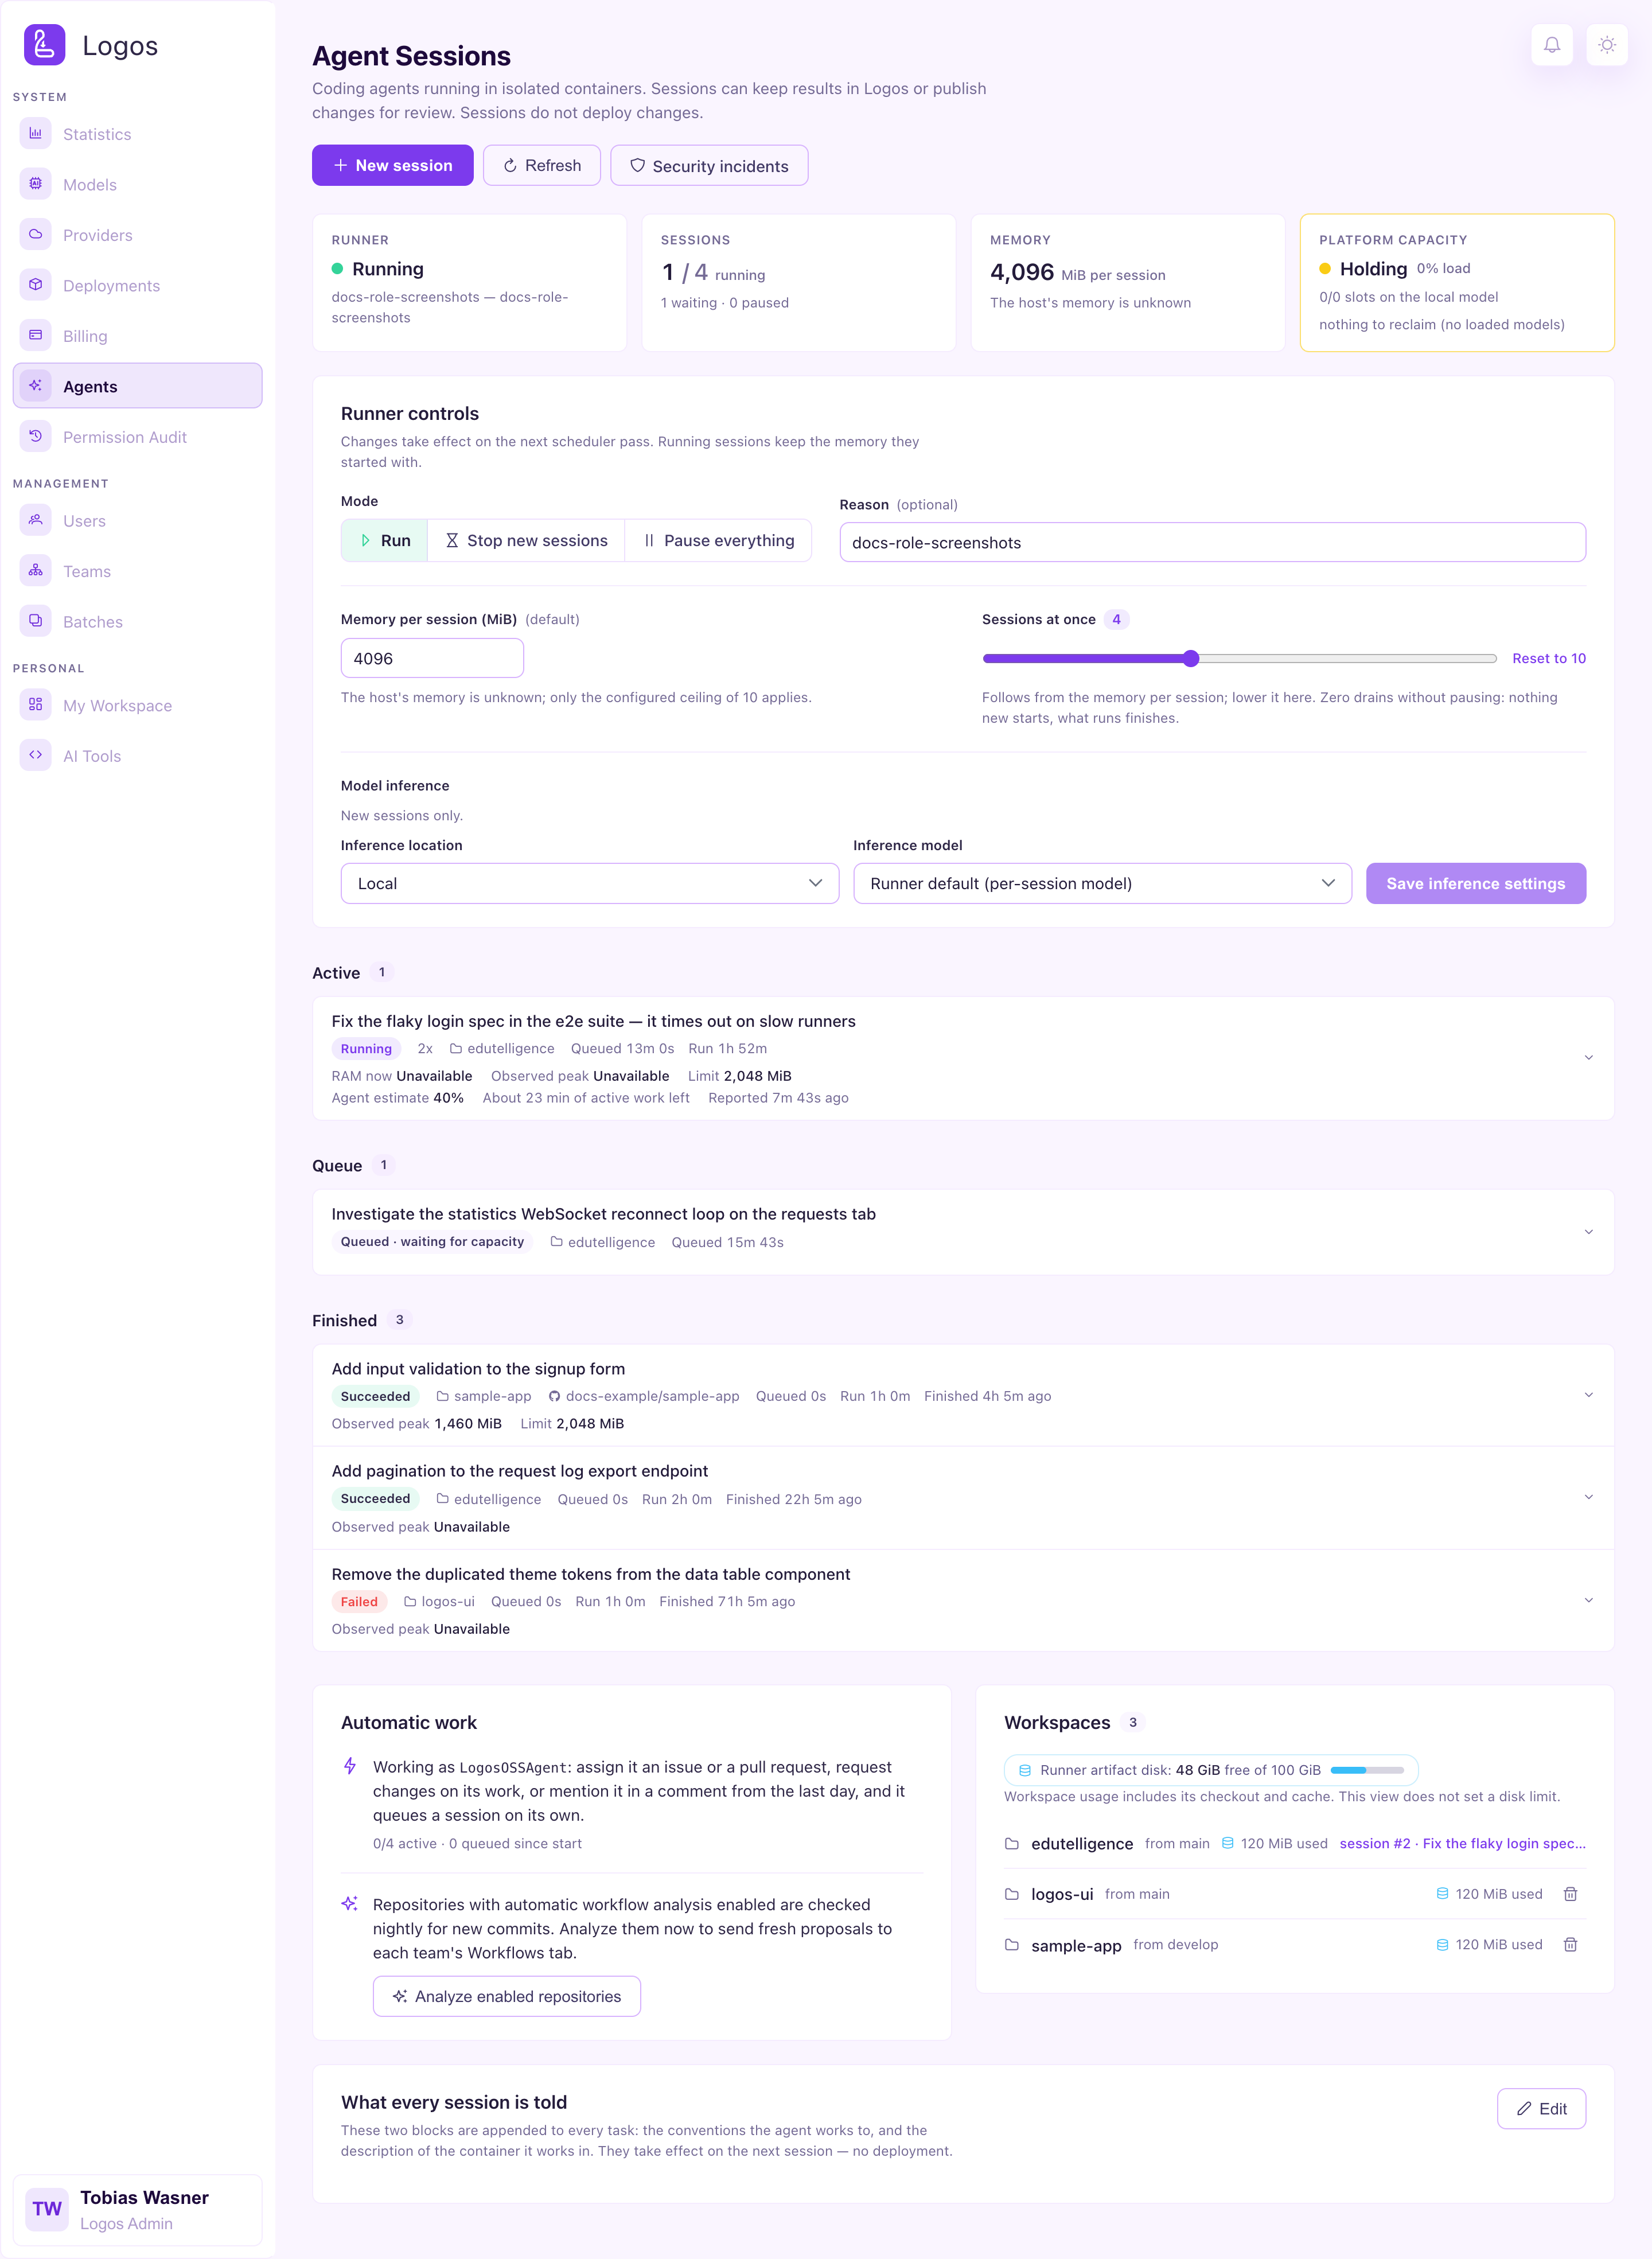 Logos
SYSTEM
Statistics
Models
Providers
Deployments
Billing
Agents
Permission Audit
MANAGEMENT
Users
Teams
Batches
PERSONAL
My Workspace
AI Tools
TW
Tobias Wasner
Logos Admin
Agent Sessions
Coding agents running in isolated containers. Sessions can keep results in Logos or publish
changes for review. Sessions do not deploy changes.
New session
Refresh
Security incidents
RUNNER
Running
docs-role-screenshots — docs-role-
screenshots
SESSIONS
1 / 4 running
1 waiting · 0 paused
MEMORY
4,096 MiB per session
The host's memory is unknown
PLATFORM CAPACITY
Holding 0% load
0/0 slots on the local model
nothing to reclaim (no loaded models)
Runner controls
Changes take effect on the next scheduler pass. Running sessions keep the memory they
started with.
Mode
Run
Stop new sessions
Pause everything
Reason (optional)
docs-role-screenshots
Memory per session (MiB) (default)
4096
The host's memory is unknown; only the configured ceiling of 10 applies.
Sessions at once 4
Reset to 10
Follows from the memory per session; lower it here. Zero drains without pausing: nothing
new starts, what runs finishes.
Model inference
New sessions only.
Inference location
Local
Inference model
Runner default (per-session model)
Save inference settings
Active 1
Fix the flaky login spec in the e2e suite — it times out on slow runners
Running 2x edutelligence Queued 13m 0s Run 1h 52m
RAM now Unavailable Observed peak Unavailable Limit 2,048 MiB
Agent estimate 40% About 23 min of active work left Reported 7m 43s ago
Queue 1
Investigate the statistics WebSocket reconnect loop on the requests tab
Queued · waiting for capacity edutelligence Queued 15m 43s
Finished 3
Add input validation to the signup form
Succeeded sample-app docs-example/sample-app Queued 0s Run 1h 0m Finished 4h 5m ago
Observed peak 1,460 MiB Limit 2,048 MiB
Add pagination to the request log export endpoint
Succeeded edutelligence Queued 0s Run 2h 0m Finished 22h 5m ago
Observed peak Unavailable
Remove the duplicated theme tokens from the data table component
Failed logos-ui Queued 0s Run 1h 0m Finished 71h 5m ago
Observed peak Unavailable
Automatic work
Working as LogosOSSAgent: assign it an issue or a pull request, request
changes on its work, or mention it in a comment from the last day, and it
queues a session on its own.
0/4 active · 0 queued since start
Repositories with automatic workflow analysis enabled are checked
nightly for new commits. Analyze them now to send fresh proposals to
each team's Workflows tab.
Analyze enabled repositories
Workspaces 3
Runner artifact disk: 48 GiB free of 100 GiB
Workspace usage includes its checkout and cache. This view does not set a disk limit.
edutelligence from main 120 MiB used session #2 · Fix the flaky login spec…
logos-ui from main 120 MiB used
sample-app from develop 120 MiB used
What every session is told
These two blocks are appended to every task: the conventions the agent works to, and the
description of the container it works in. They take effect on the next session — no deployment.
Edit